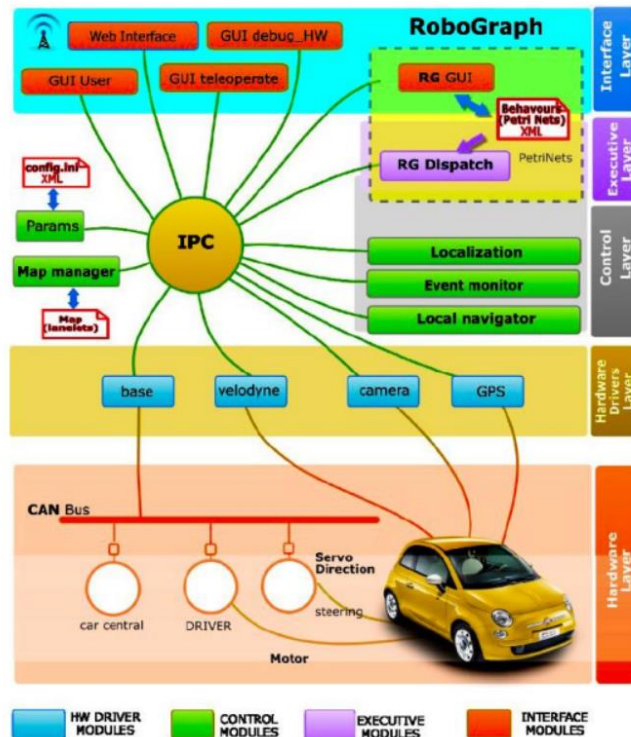 RoboGraph
Web Interface
GUI debug_HW
GUI User
GUI teleoperate
RG GUI
Behavours
(Petri Nets)
XML
RG Dispatch
PetriNets
Interface
Layer
Executive
Layer
config.ini
XML
Params
IPC
Map manager
Map
(lanelets)
Localization
Event monitor
Local navigator
Control
Layer
base
velodyne
camera
GPS
Hardware
Drivers
Layer
CAN Bus
Servo
Direction
car central
DRIVER
steering
Motor
Hardware
Layer
HW DRIVER
MODULES
CONTROL
MODULES
EXECUTIVE
MODULES
INTERFACE
MODULES